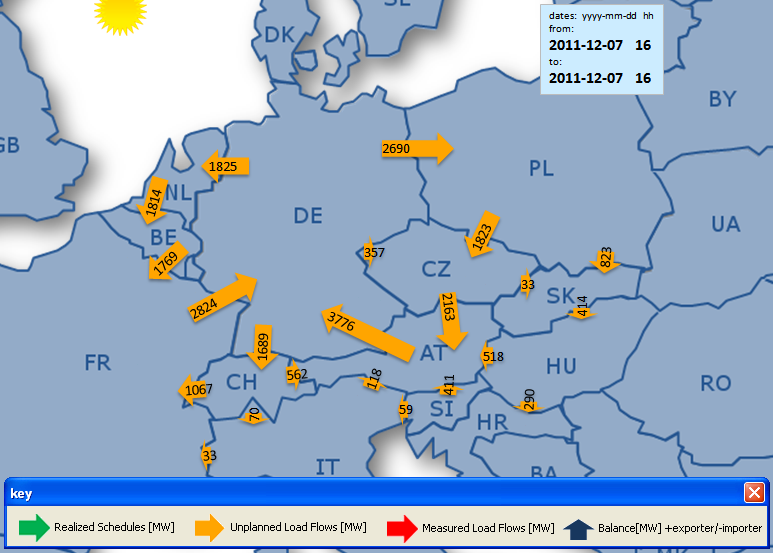 SE
DK
dates: yyyy-mm-dd hh
from:
2011-12-07 16
to:
2011-12-07 16
BY
GB
2690
1825
PL
NL
1814
DE
UA
BE
1823
1769
357
823
CZ
33
SK
2824
2163
414
3776
1689
AT
518
FR
HU
562
118
CH
RO
1067
411
290
59
SI
70
HR
33
IT
BA
key
Realized Schedules [MW]
Unplanned Load Flows [MW]
Measured Load Flows [MW]
Balance[MW] +exporter/-importer